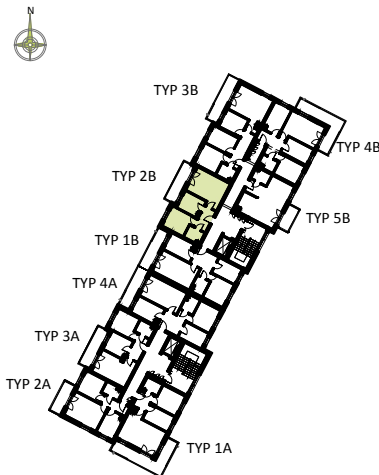 N
TYP 3B
TYP 4B
TYP 2B
TYP 5B
TYP 1B
TYP 4A
TYP 3A
TYP 2A
TYP 1A